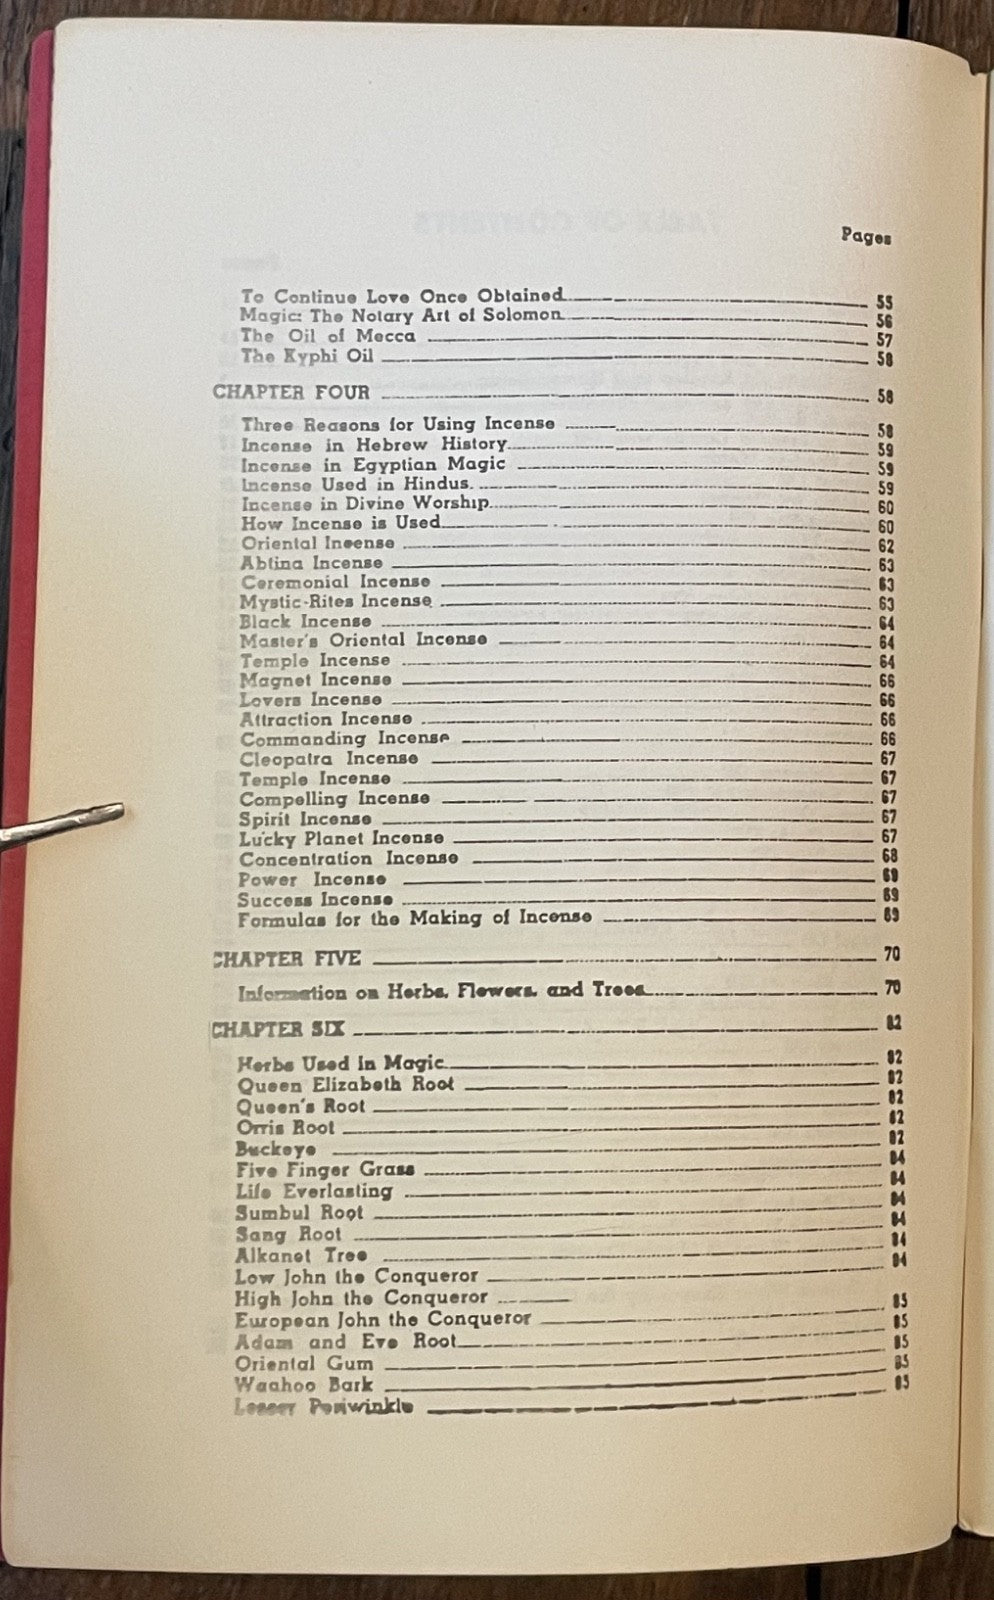 Pages
To Continue Love Once Obtained 55
Magic: The Notary Art of Solomon 56
The Oil of Mecca 57
The Kyphi Oil 58
CHAPTER FOUR 58
Three Reasons for Using Incense 58
Incense in Hebrew History 59
Incense in Egyptian Magic 59
Incense Used in Hindus. 59
Incense in Divine Worship 60
How Incense is Used 60
Oriental Incense 62
Abtina Incense 63
Ceremonial Incense 63
Mystic-Rites Incense 63
Black Incense 64
Master's Oriental Incense 64
Temple Incense 64
Magnet Incense 66
Lovers Incense 66
Attraction Incense 66
Commanding Incense 66
Cleopatra Incense 67
Temple Incense 67
Compelling Incense 67
Spirit Incense 67
Lucky Planet Incense 67
Concentration Incense 68
Power Incense 69
Success Incense 69
Formulas for the Making of Incense 69
CHAPTER FIVE 70
Information on Herbs, Flowers, and Trees 70
CHAPTER SIX 82
Herbs Used in Magic 82
Queen Elizabeth Root 82
Queen's Root 82
Orris Root 82
Buckeye 82
Five Finger Grass 84
Life Everlasting 84
Sumbul Root 84
Sang Root 84
Alkanet Tree 84
Low John the Conqueror 84
High John the Conqueror
European John the Conqueror 85
Adam and Eve Root 85
Oriental Gum 85
Waahoo Bark 85
Lesser Periwinkle 85